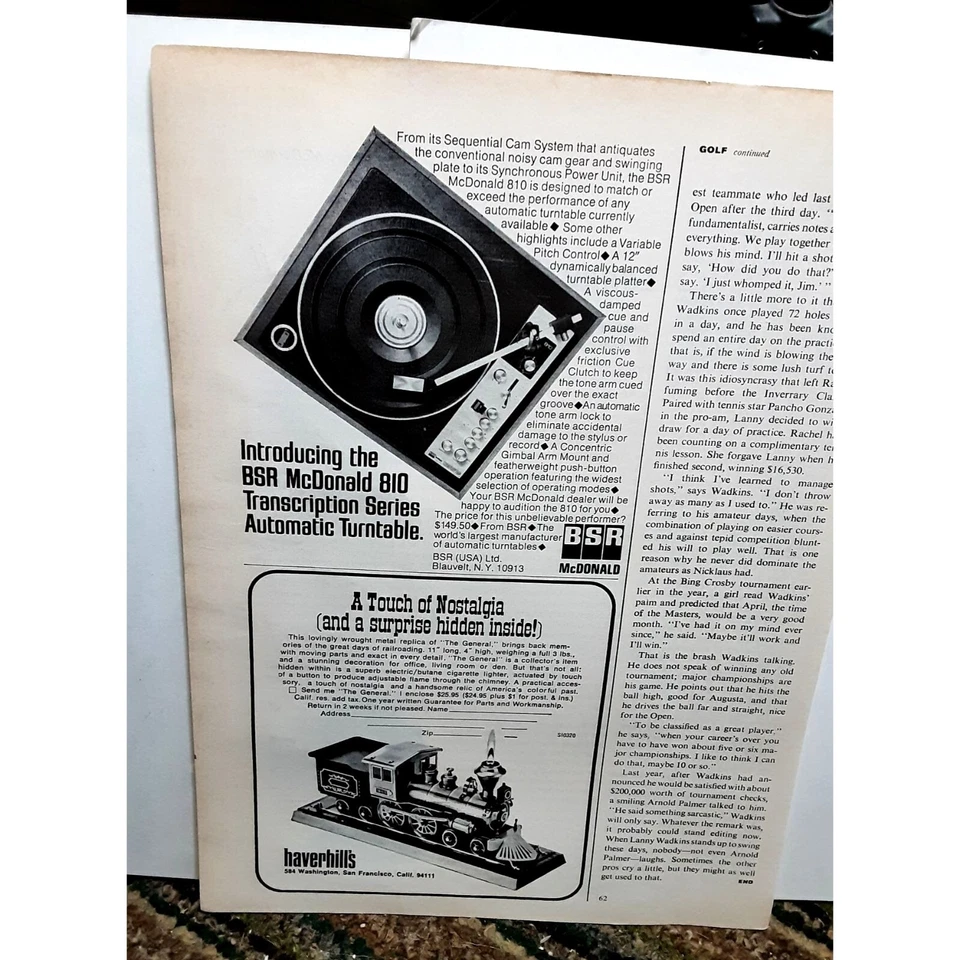 From its Sequential Cam System that antiquates
the conventional noisy cam gear and swinging
plate to its Synchronous Power Unit, the BSR
McDonald 810 is designed to match or
exceed the performance of any
automatic turntable currently
available◆ Some other
highlights include a Variable
Pitch Control◆ A 12"
dynamically balanced
turntable platter◆
A viscous-
damped
cue and
pause
control with
exclusive
friction Cue
Clutch to keep
the tone arm cued
over the exact
groove◆An automatic
tone arm lock to
eliminate accidental
damage to the stylus or
record◆ A Concentric
Gimbal Arm Mount and
featherweight push-button
operation featuring the widest
selection of operating modes◆
Your BSR McDonald dealer will be
happy to audition the 810 for you◆
The price for this unbelievable performer?
$149.50◆From BSR◆The
world's largest manufacturer
of automatic turntables◆
BSR (USA) Ltd.
Blauvelt, N.Y. 10913
Introducing the
BSR McDonald 810
Transcription Series
Automatic Turntable.
BSR
McDONALD
A Touch of Nostalgia
(and a surprise hidden inside!)
This lovingly wrought metal replica of "The General," brings back mem-
ories of the great days of railroading. 11" long, 4" high, weighing a full 3 lbs.,
with moving parts and exact in every detail, "The General" is a collector's item
and a stunning decoration for office, living room or den. But that's not all:
hidden within is a superb electric/butane cigarette lighter, actuated by touch
of a button to produce adjustable flame through the chimney. A practical acces-
sory, a touch of nostalgia and a handsome relic of America's colorful past.
Send me "The General." I enclose $25.95 ($24.95 plus $1 for post. & ins.)
Calif. res. add tax. One year written Guarantee for Parts and Workmanship.
Return in 2 weeks if not pleased. Name
Address
Zip
haverhill's
584 Washington, San Francisco, Calif. 94111
GOLF continued
est teammate who led last
Open after the third day. "
fundamentalist, carries notes
everything. We play together
blows his mind. I'll hit a shot
say, 'How did you do that?'
say, 'I just whomped it, Jim.' "
There's a little more to it th
Wadkins once played 72 holes
in a day, and he has been kno
spend an entire day on the practi
that is, if the wind is blowing the
way and there is some lush turf t
It was this idiosyncrasy that left Ra
fuming before the Inverrary Cla
Paired with tennis star Pancho Gonz
in the pro-am, Lanny decided to wi
draw for a day of practice. Rachel h
been counting on a complimentary te
nis lesson. She forgave Lanny when h
finished second, winning $16,530.
"I think I've learned to manage
shots," says Wadkins. "I don't throw
away as many as I used to." He was re-
ferring to his amateur days, when the
combination of playing on easier cours-
es and against tepid competition blunt-
ed his will to play well. That is one
reason why he never did dominate the
amateurs as Nicklaus had.
At the Bing Crosby tournament ear-
lier in the year, a girl read Wadkins'
palm and predicted that April, the time
of the Masters, would be a very good
month. "I've had it on my mind ever
since," he said. "Maybe it'll work and
I'll win."
That is the brash Wadkins talking.
He does not speak of winning any old
tournament; major championships are
his game. He points out that he hits the
ball high, good for Augusta, and that
he drives the ball far and straight, nice
for the Open.
"To be classified as a great player,"
he says, "when your career's over you
have to have won about five or six ma-
jor championships. I like to think I can
do that, maybe 10 or so."
Last year, after Wadkins had an-
nounced he would be satisfied with about
$200,000 worth of tournament checks,
a smiling Arnold Palmer talked to him.
"He said something sarcastic," Wadkins
will only say. Whatever the remark was,
it probably could stand editing now.
When Lanny Wadkins stands up to swing
these days, nobody—not even Arnold
Palmer—laughs. Sometimes the other
pros cry a little, but they might as well
get used to that.
END
62